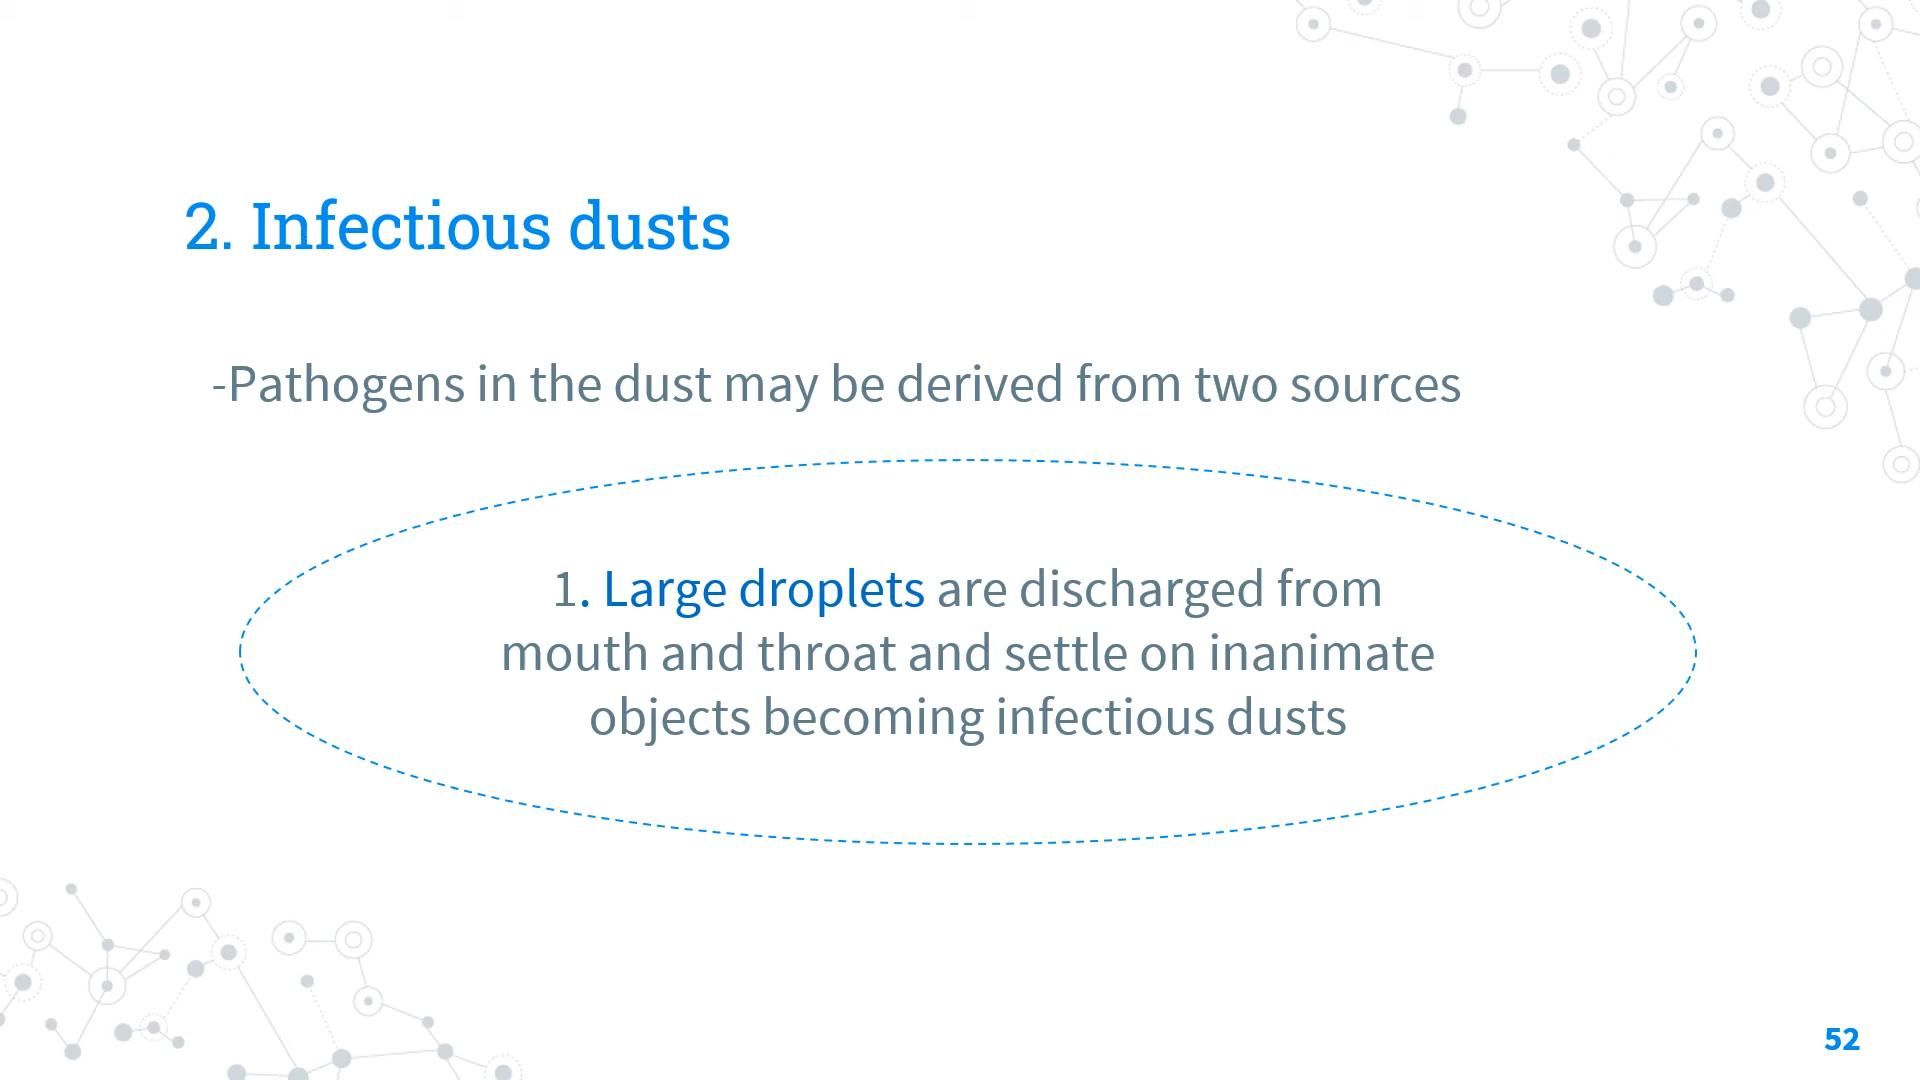 2. Infectious dusts
-Pathogens in the dust may be derived from two sources
1. Large droplets are discharged from
mouth and throat and settle on inanimate
objects becoming infectious dusts
52